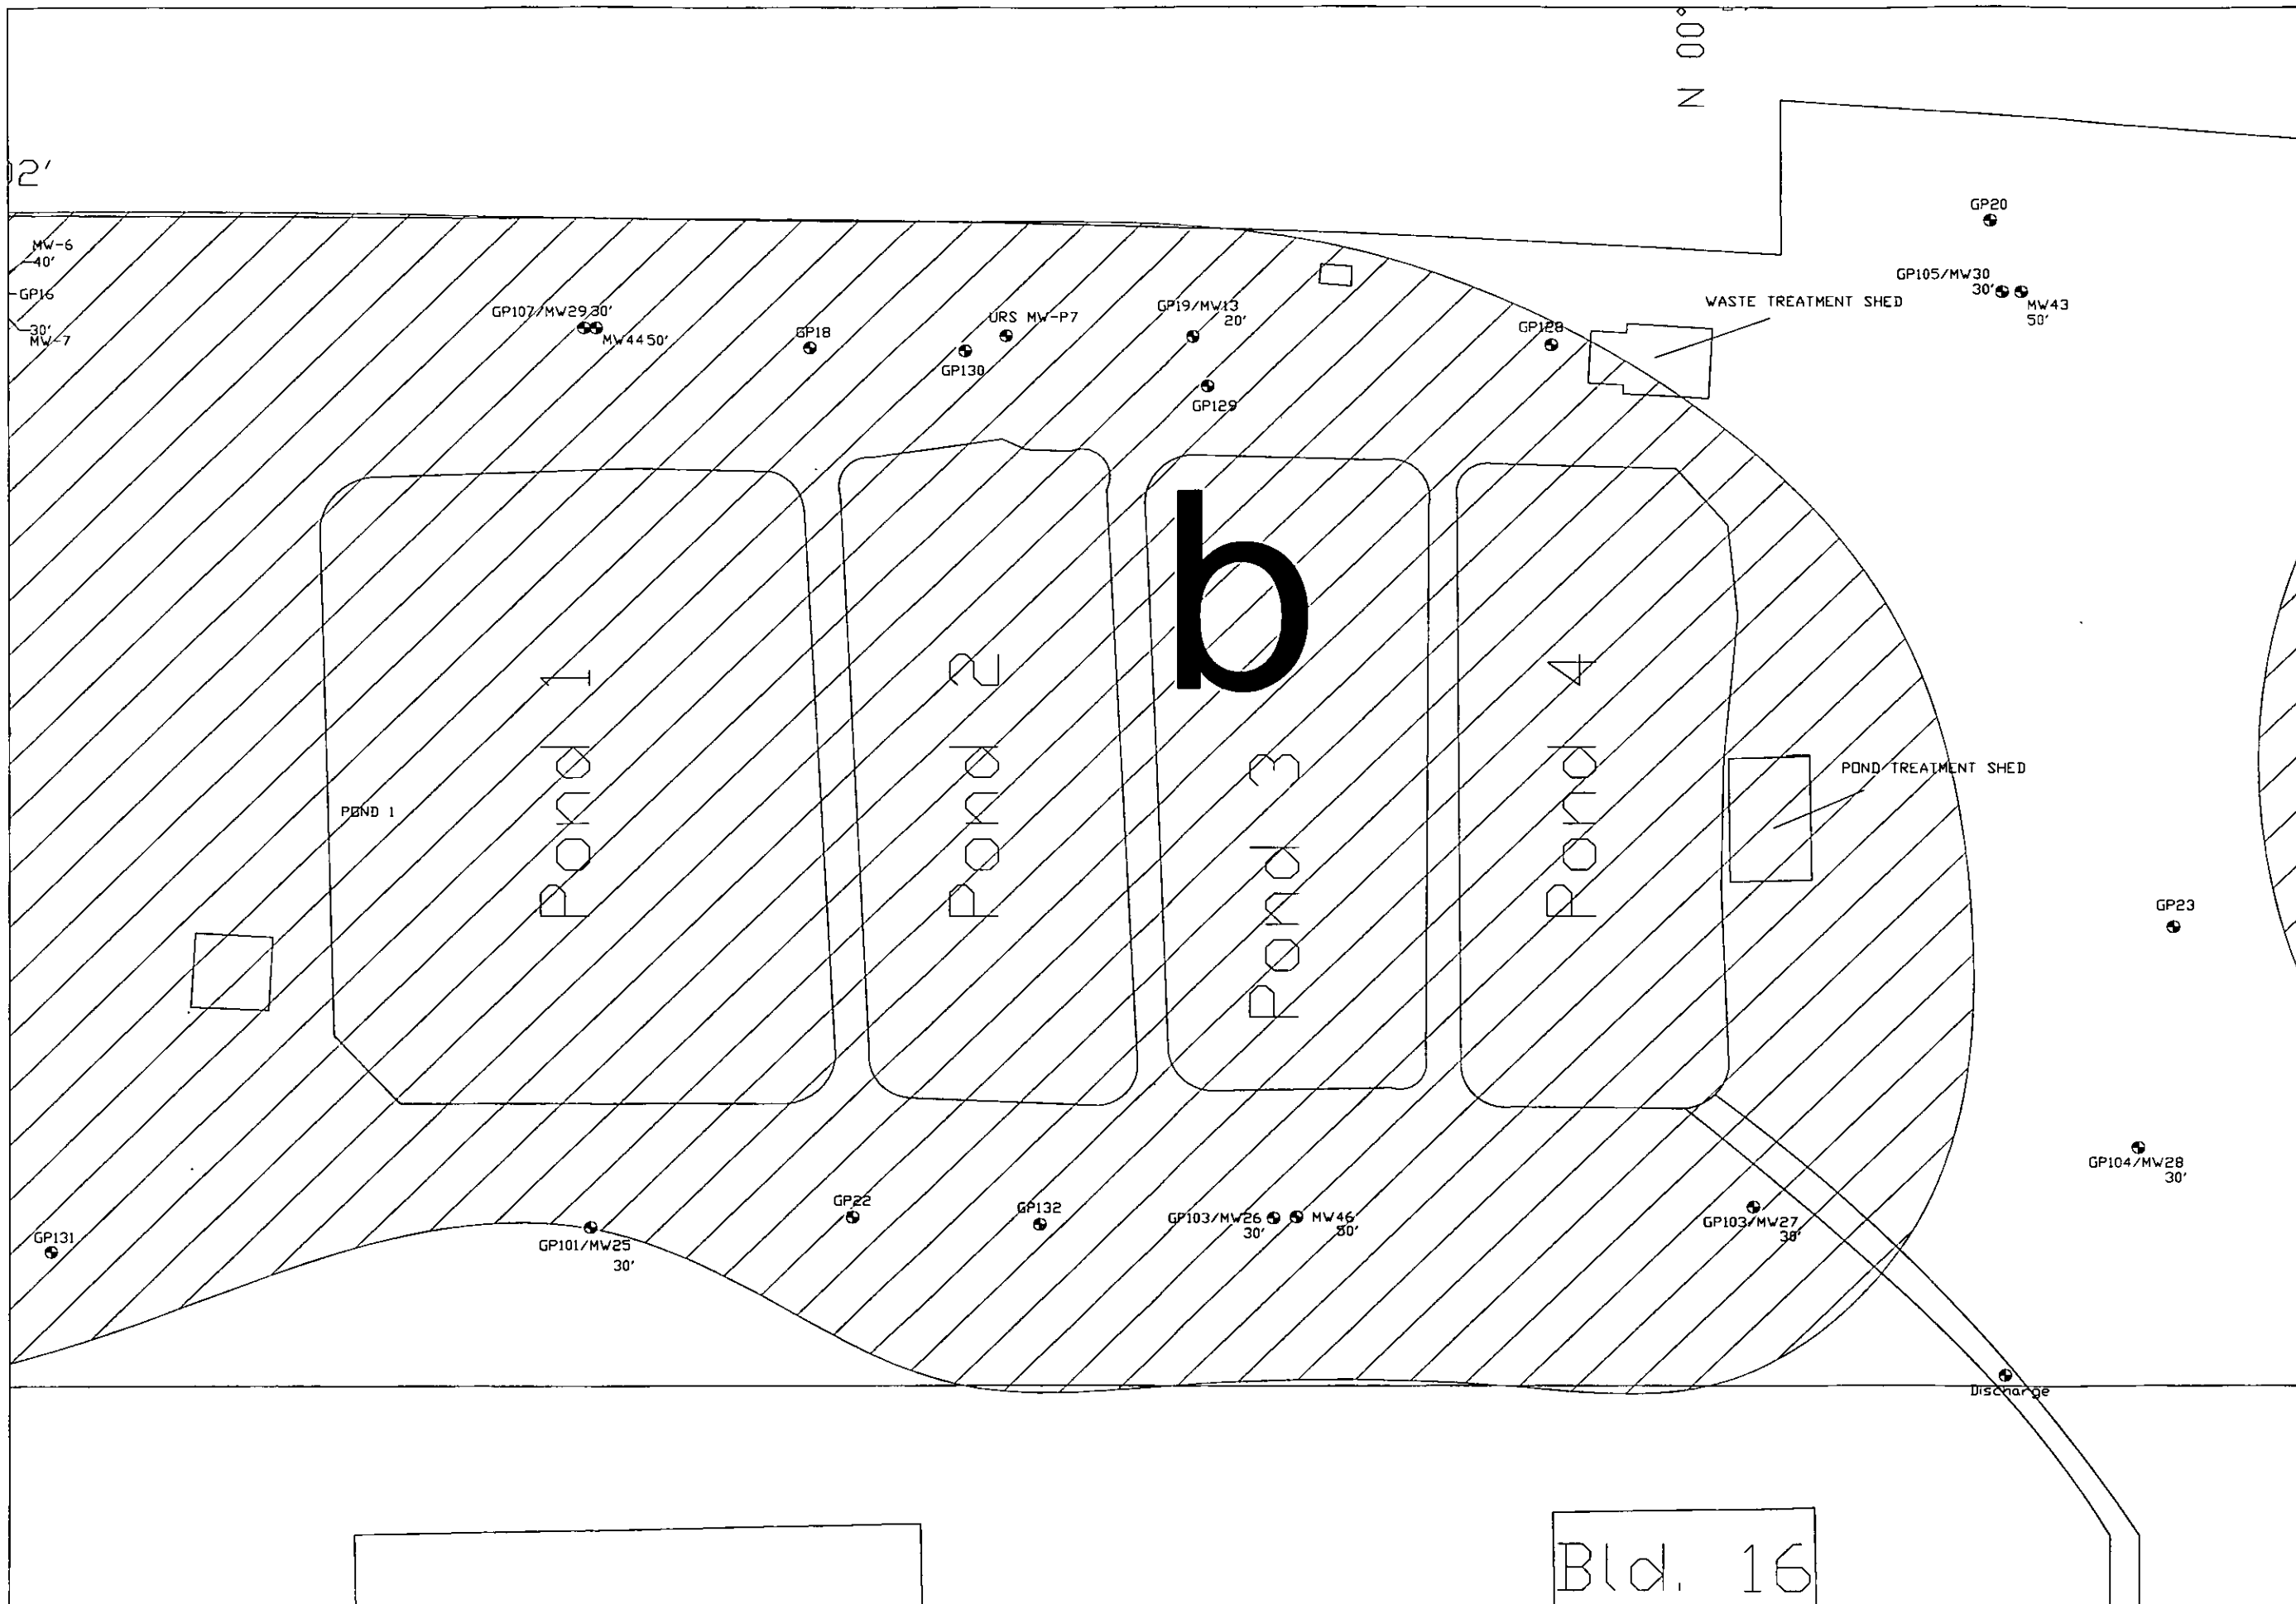 N 00°
02'
MW-6
40'
GP16
30'
MW-7
GP107/MW29 30'
MW44 50'
GP18
URS MW-P7
GP130
GP19/MW13
20'
GP129
GP128
WASTE TREATMENT SHED
GP20
GP105/MW30
30'
MW43
50'
b
Pond 1
Pond 2
Pond 3
Pond 4
POND 1
POND TREATMENT SHED
GP23
GP104/MW28
30'
GP131
GP101/MW25
30'
GP22
GP132
GP103/MW26
30'
MW46
50'
GP103/MW27
30'
Discharge
Bld. 16